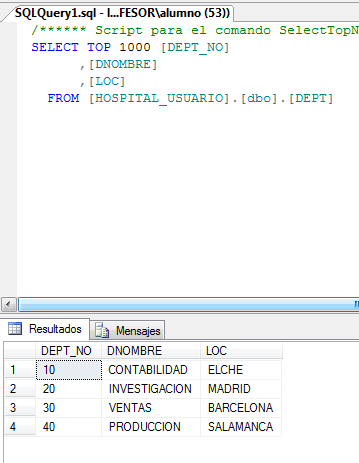 SQLQuery1.sql - l...FESOR\alumno (53))
/****** Script para el comando SelectTopN
SELECT TOP 1000 [DEPT_NO]
,[DNOMBRE]
,[LOC]
FROM [HOSPITAL_USUARIO].[dbo].[DEPT]
Resultados Mensajes
DEPT_NO DNOMBRE LOC
1 10 CONTABILIDAD ELCHE
2 20 INVESTIGACION MADRID
3 30 VENTAS BARCELONA
4 40 PRODUCCION SALAMANCA